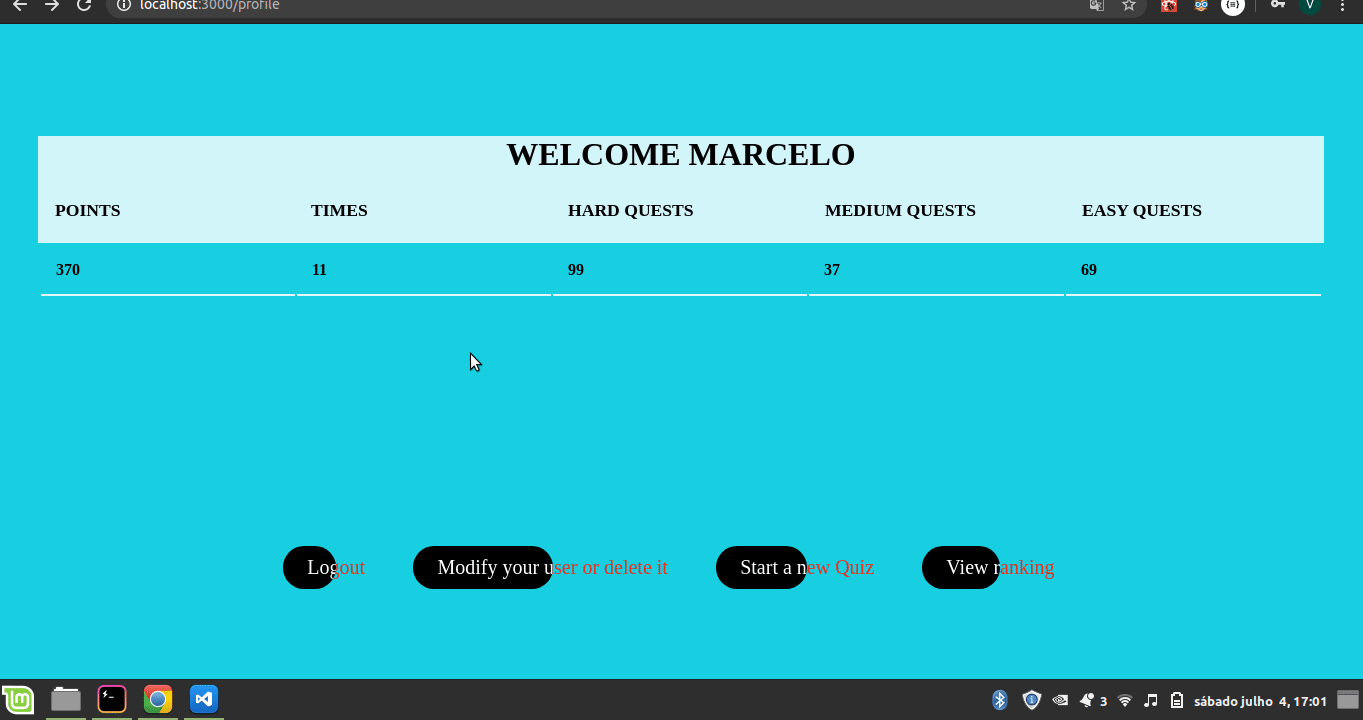 localhost:3000/profile
V
WELCOME MARCELO
POINTS TIMES HARD QUESTS MEDIUM QUESTS EASY QUESTS
370 11 99 37 69
Logout Modify your user or delete it Start a new Quiz View ranking
3 sábado julho 4, 17:01